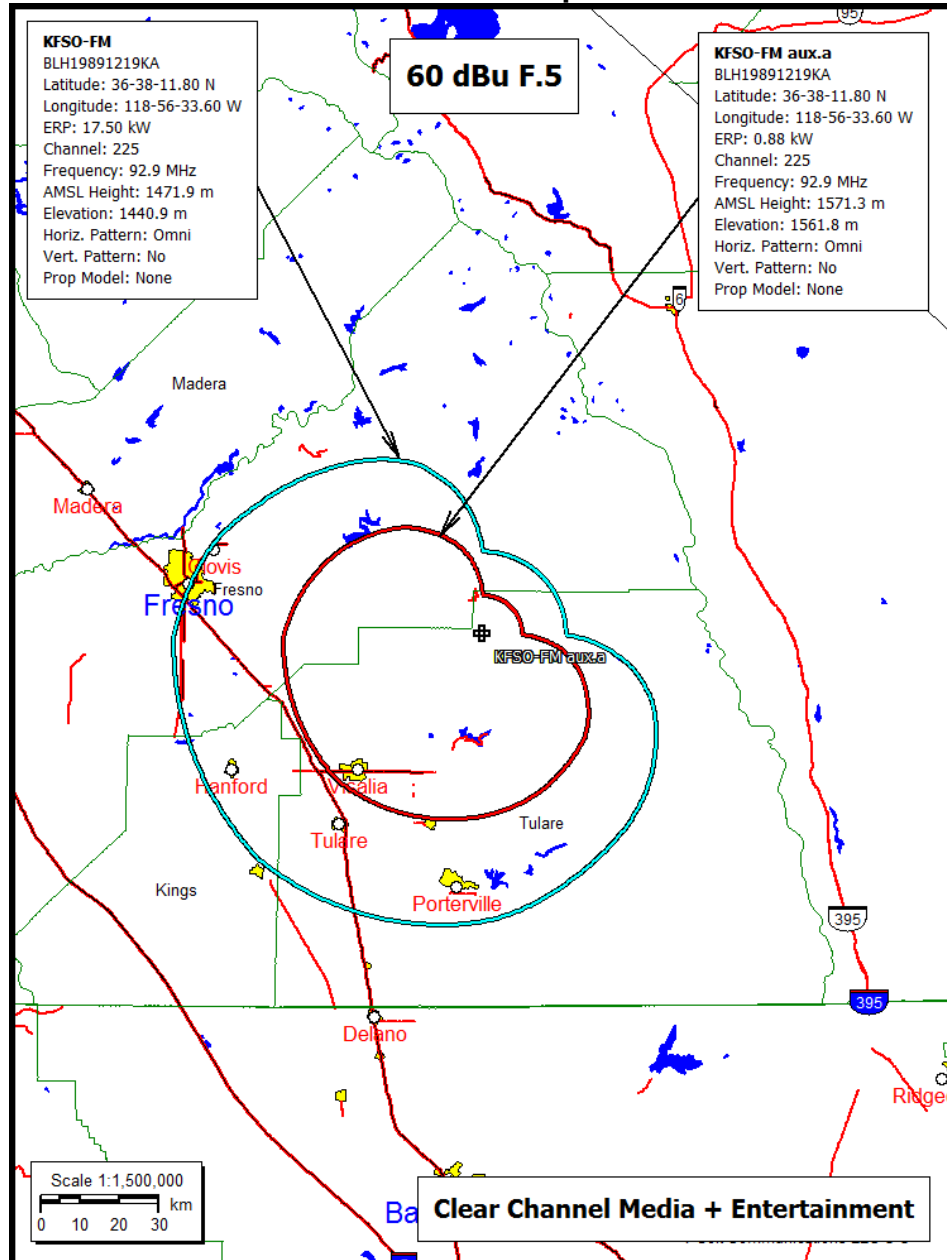 KFSO-FM
BLH19891219KA
Latitude: 36-38-11.80 N
Longitude: 118-56-33.60 W
ERP: 17.50 kW
Channel: 225
Frequency: 92.9 MHz
AMSL Height: 1471.9 m
Elevation: 1440.9 m
Horiz. Pattern: Omni
Vert. Pattern: No
Prop Model: None
60 dBu F.5
95
KFSO-FM aux.a
BLH19891219KA
Latitude: 36-38-11.80 N
Longitude: 118-56-33.60 W
ERP: 0.88 kW
Channel: 225
Frequency: 92.9 MHz
AMSL Height: 1571.3 m
Elevation: 1561.8 m
Horiz. Pattern: Omni
Vert. Pattern: No
Prop Model: None
6
Madera
Madera
Clovis
Fresno
Fresno
KFSO-FM aux.a
Hanford
Visalia
Tulare
Tulare
Kings
Porterville
395
395
Delano
Scale 1:1,500,000
km
0 10 20 30
Clear Channel Media + Entertainment